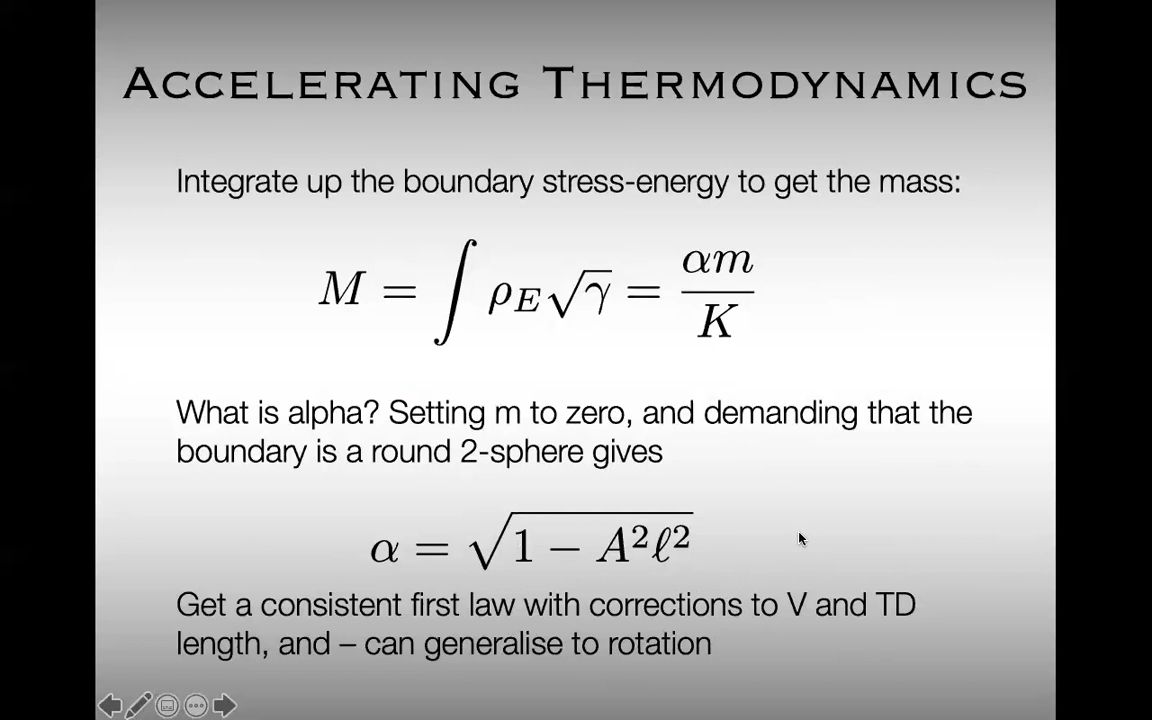 ACCELERATING THERMODYNAMICS
Integrate up the boundary stress-energy to get the mass:
M = ∫ ρ_E √γ = αm/K
What is alpha? Setting m to zero, and demanding that the
boundary is a round 2-sphere gives
α = √(1 − A²ℓ²)
Get a consistent first law with corrections to V and TD
length, and – can generalise to rotation